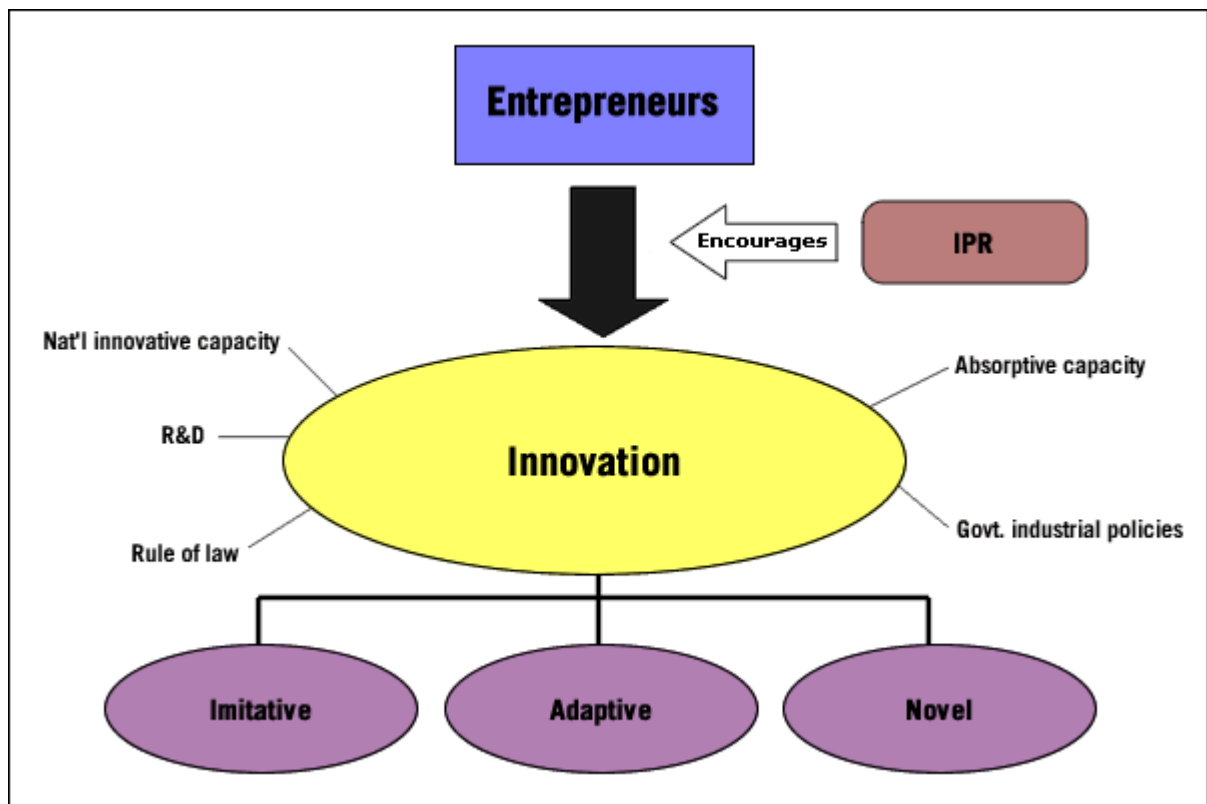 Entrepreneurs
Encourages
IPR
Nat'l innovative capacity
Absorptive capacity
R&D
Innovation
Rule of law
Govt. industrial policies
Imitative
Adaptive
Novel